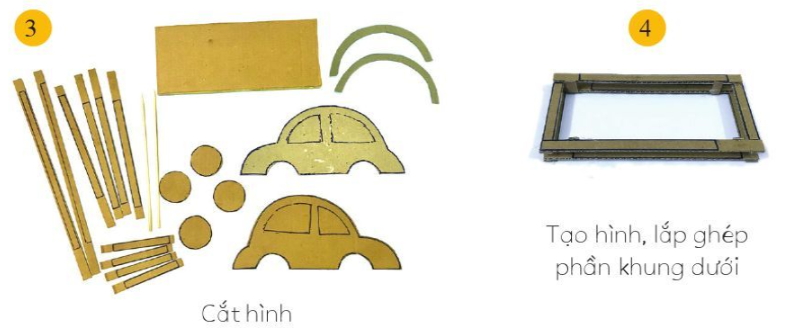 3
4
Cắt hình
Tạo hình, lắp ghép
phần khung dưới